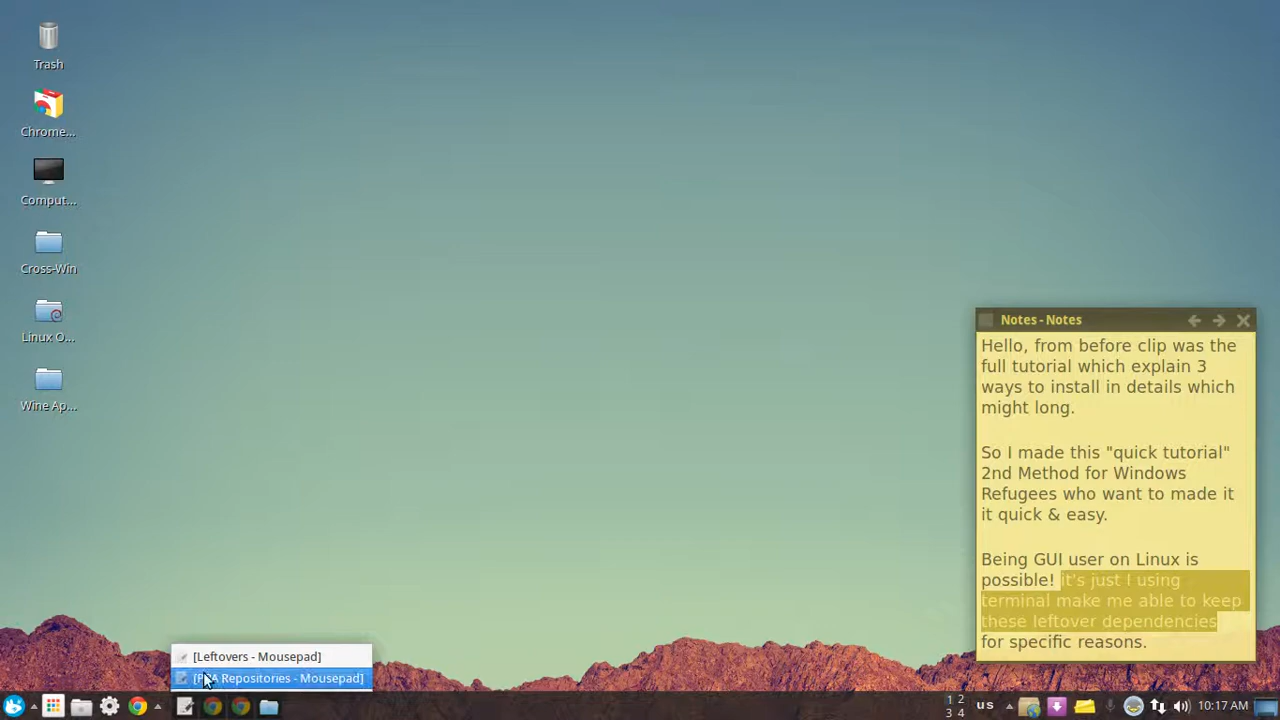 Trash
Chrome...
Comput...
Cross-Win
Linux O...
Wine Ap...
Notes - Notes
Hello, from before clip was the
full tutorial which explain 3
ways to install in details which
might long.
So I made this "quick tutorial"
2nd Method for Windows
Refugees who want to made it
it quick & easy.
Being GUI user on Linux is
possible! it's just I using
terminal make me able to keep
these leftover dependencies
for specific reasons.
[Leftovers - Mousepad]
Repositories - Mousepad]
1 2
3 4
us
10:17 AM